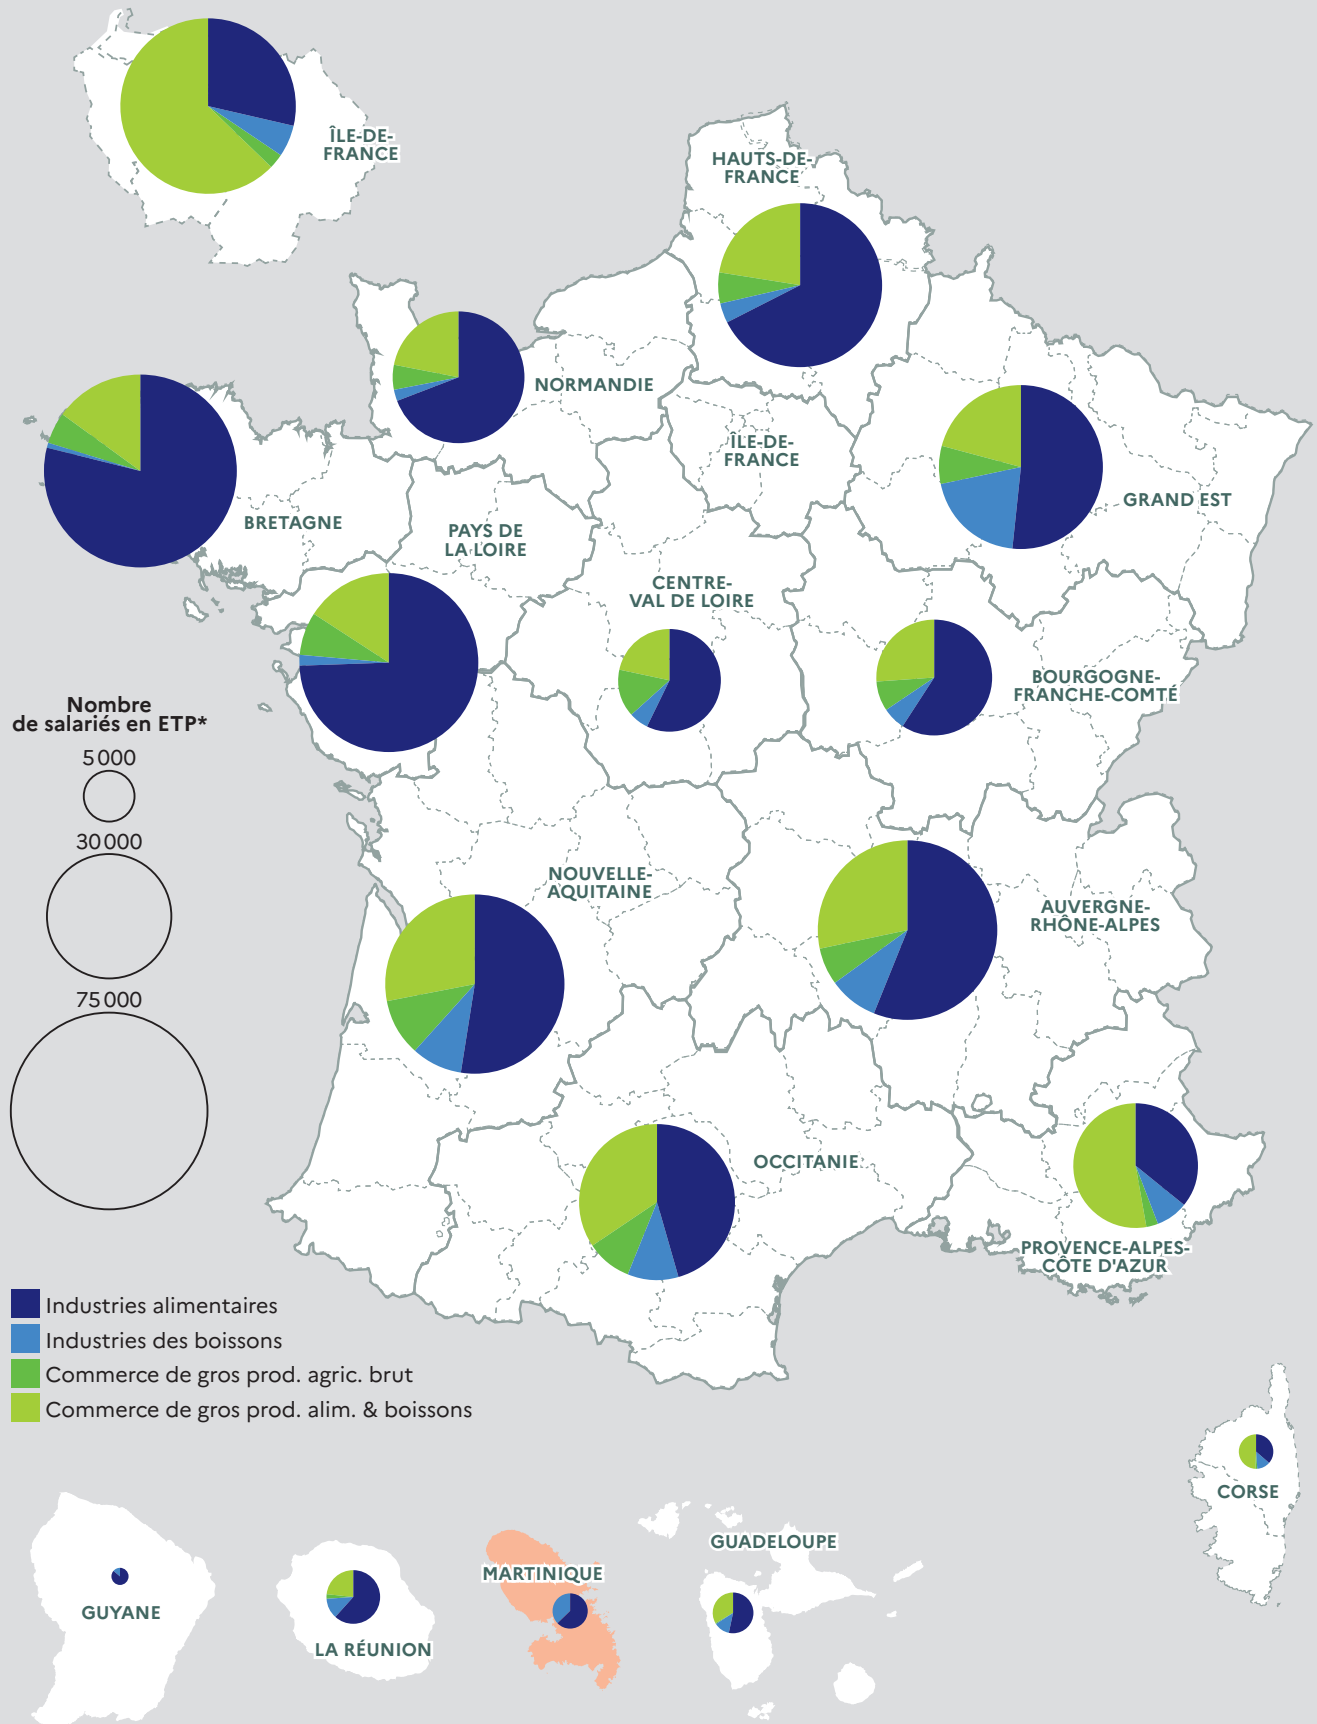 ÎLE-DE-
FRANCE
HAUTS-DE-
FRANCE
NORMANDIE
ÎLE-DE-
FRANCE
GRAND EST
BRETAGNE
PAYS DE
LA LOIRE
CENTRE-
VAL DE LOIRE
BOURGOGNE-
FRANCHE-COMTÉ
Nombre
de salariés en ETP*
5 000
30 000
75 000
NOUVELLE-
AQUITAINE
AUVERGNE-
RHÔNE-ALPES
OCCITANIE
PROVENCE-ALPES-
CÔTE D'AZUR
Industries alimentaires
Industries des boissons
Commerce de gros prod. agric. brut
Commerce de gros prod. alim. & boissons
CORSE
GUYANE
LA RÉUNION
MARTINIQUE
GUADELOUPE